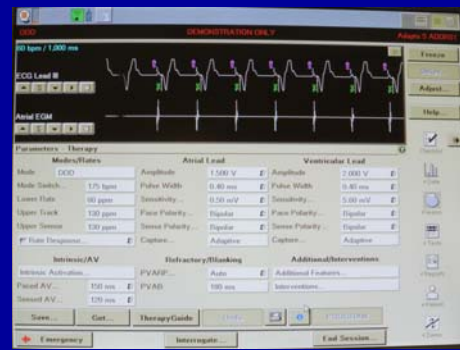 DDD DEMONSTRATION ONLY Adapta S ADDRS1
60 bpm / 1,000 ms
ECG Lead II
Atrial EGM
Freeze
Adjust...
Help...
Parameters - Therapy
Modes/Rates Atrial Lead Ventricular Lead
Mode DDD Amplitude 1.500 V Amplitude 2.000 V
Mode Switch... 175 bpm Pulse Width 0.40 ms Pulse Width 0.40 ms
Lower Rate 60 ppm Sensitivity... 0.50 mV Sensitivity... 5.60 mV
Upper Track 130 ppm Pace Polarity... Bipolar Pace Polarity... Bipolar
Upper Sensor 130 ppm Sense Polarity... Bipolar Sense Polarity... Bipolar
Rate Response... Capture... Adaptive Capture... Adaptive
Intrinsic/AV Refractory/Blanking Additional/Interventions
Intrinsic Activation... PVARP... Auto Additional Features...
Paced AV... 150 ms PVAB 180 ms Interventions...
Sensed AV... 120 ms
Save... Get... TherapyGuide
Emergency Interrogate... End Session...